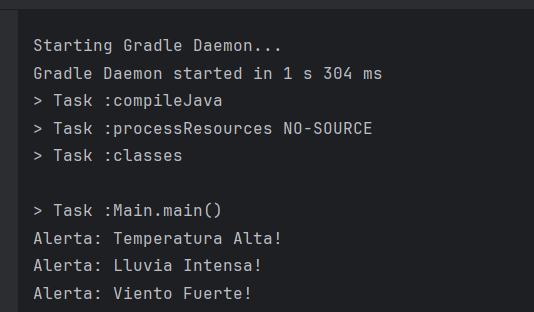 Starting Gradle Daemon...
Gradle Daemon started in 1 s 304 ms
> Task :compileJava
> Task :processResources NO-SOURCE
> Task :classes
> Task :Main.main()
Alerta: Temperatura Alta!
Alerta: Lluvia Intensa!
Alerta: Viento Fuerte!